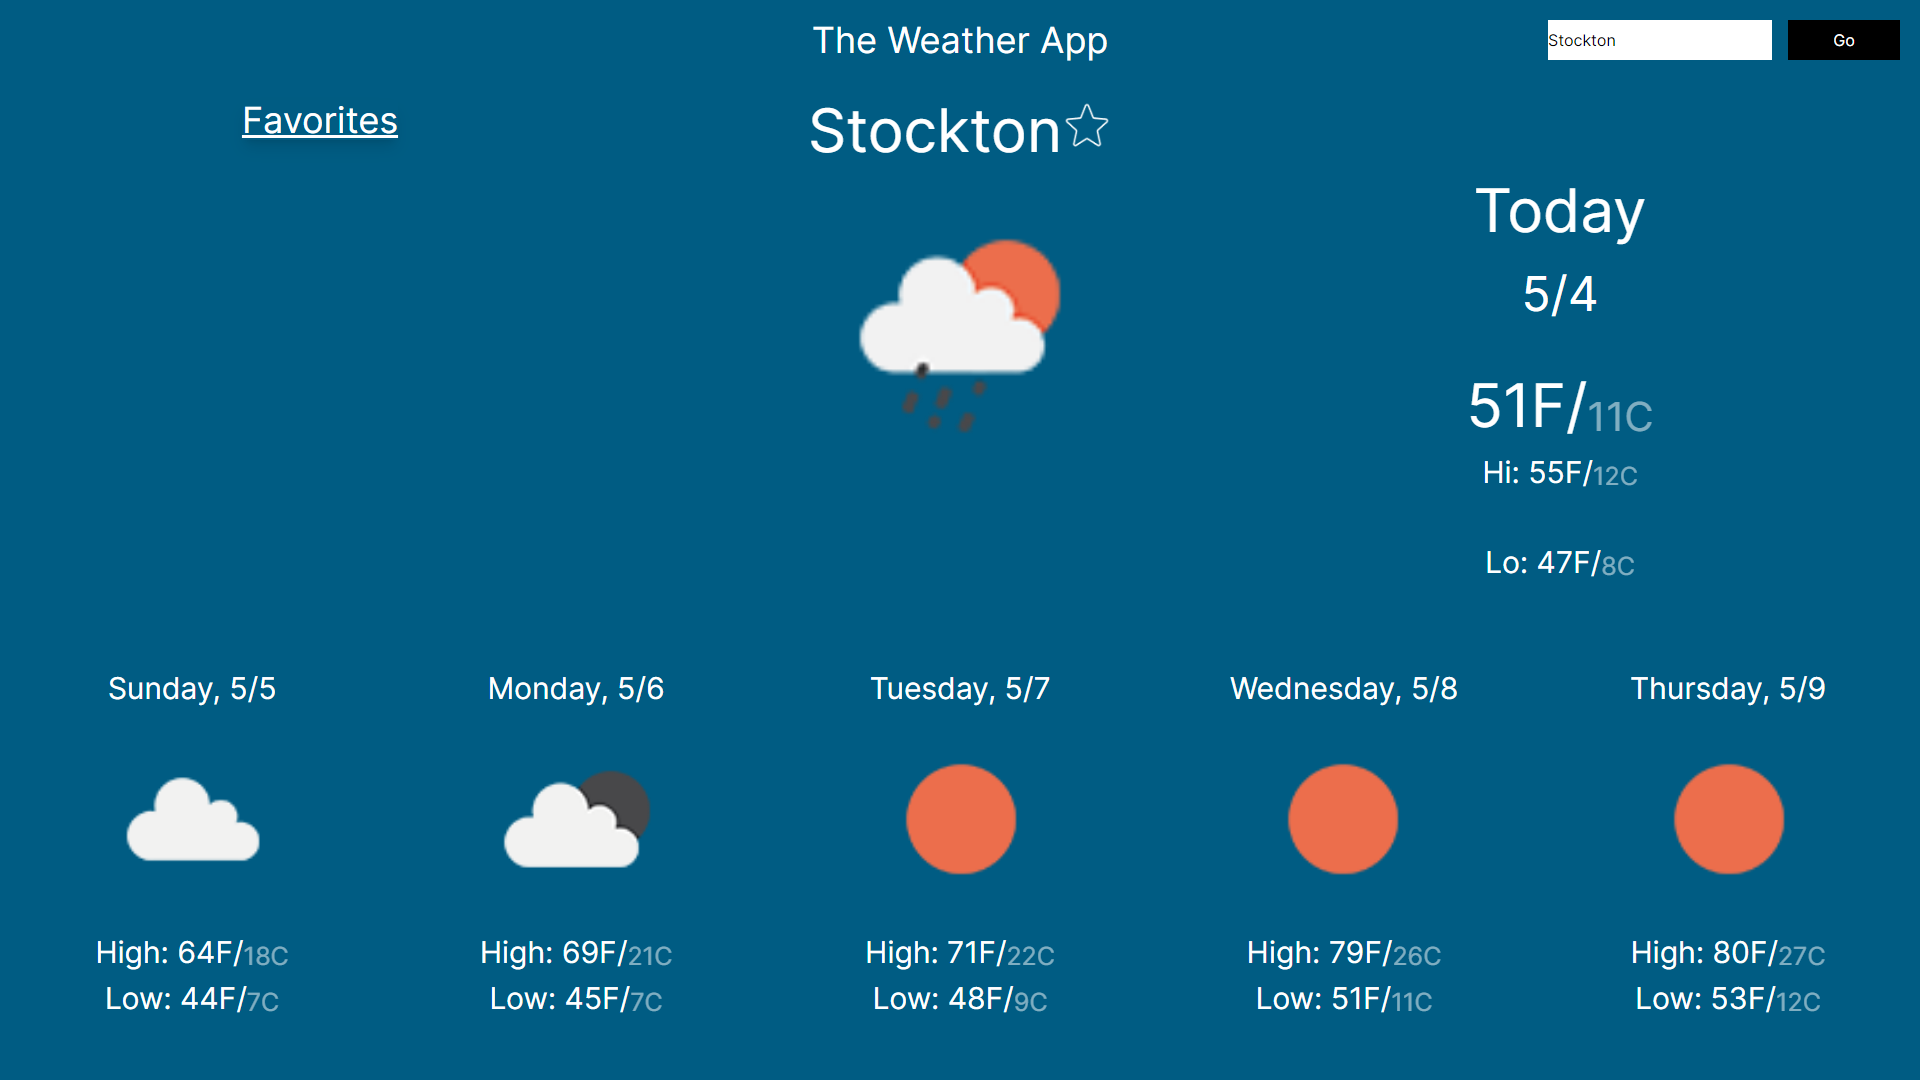 The Weather App
Stockton
Go
Favorites
Stockton
Today
5/4
51F/11C
Hi: 55F/12C
Lo: 47F/8C
Sunday, 5/5
High: 64F/18C
Low: 44F/7C
Monday, 5/6
High: 69F/21C
Low: 45F/7C
Tuesday, 5/7
High: 71F/22C
Low: 48F/9C
Wednesday, 5/8
High: 79F/26C
Low: 51F/11C
Thursday, 5/9
High: 80F/27C
Low: 53F/12C